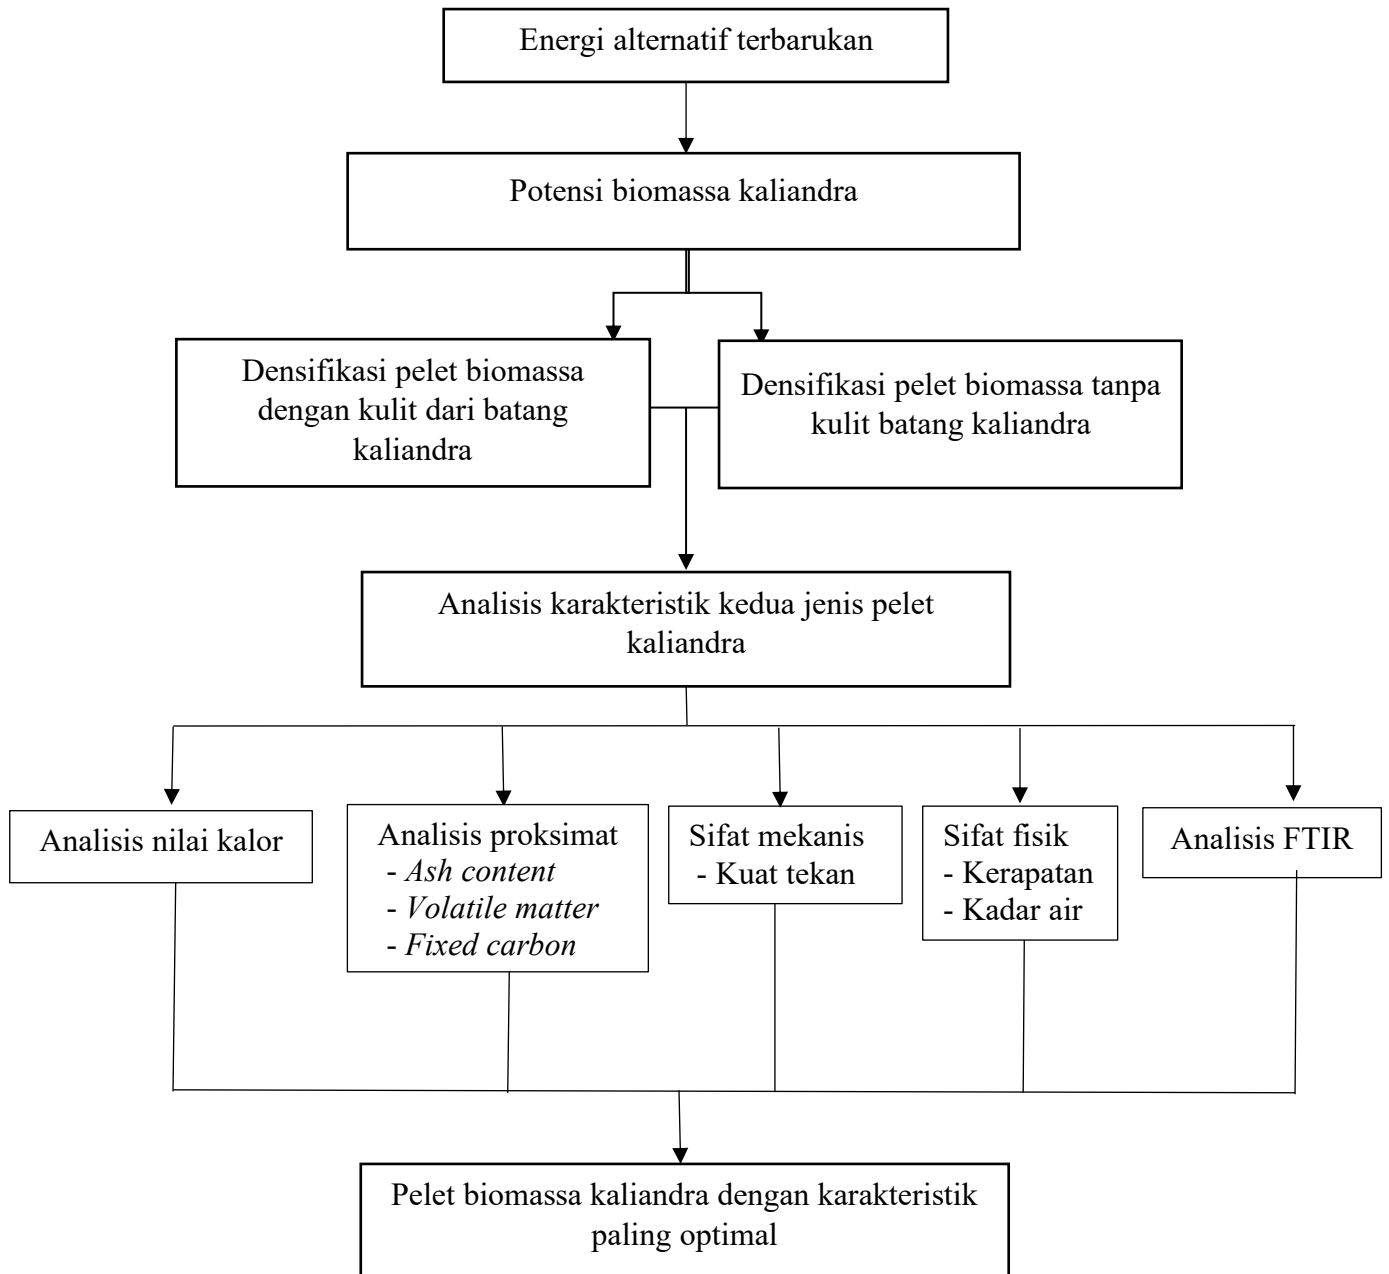 Energi alternatif terbarukan
Potensi biomassa kaliandra
Densifikasi pelet biomassa
dengan kulit dari batang
kaliandra
Densifikasi pelet biomassa tanpa
kulit batang kaliandra
Analisis karakteristik kedua jenis pelet
kaliandra
Analisis nilai kalor
Analisis proksimat
- Ash content
- Volatile matter
- Fixed carbon
Sifat mekanis
- Kuat tekan
Sifat fisik
- Kerapatan
- Kadar air
Analisis FTIR
Pelet biomassa kaliandra dengan karakteristik
paling optimal